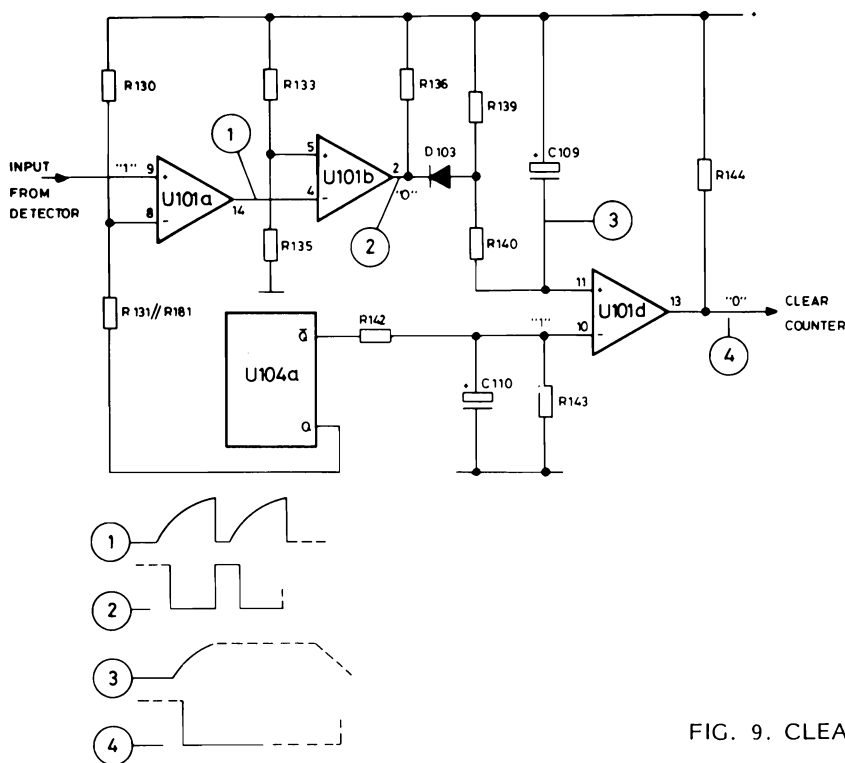 R130
R133
R136
R139
C109
R144
INPUT
FROM
DETECTOR
"1"
9
8
U101a
14
1
5
4
U101b
2
"0"
2
D103
R135
R140
3
R131//R181
U104a
Q̅
Q
R142
"1"
11
10
U101d
13
"0"
4
CLEAR
COUNTER
C110
R143
1
2
3
4
FIG. 9. CLEA